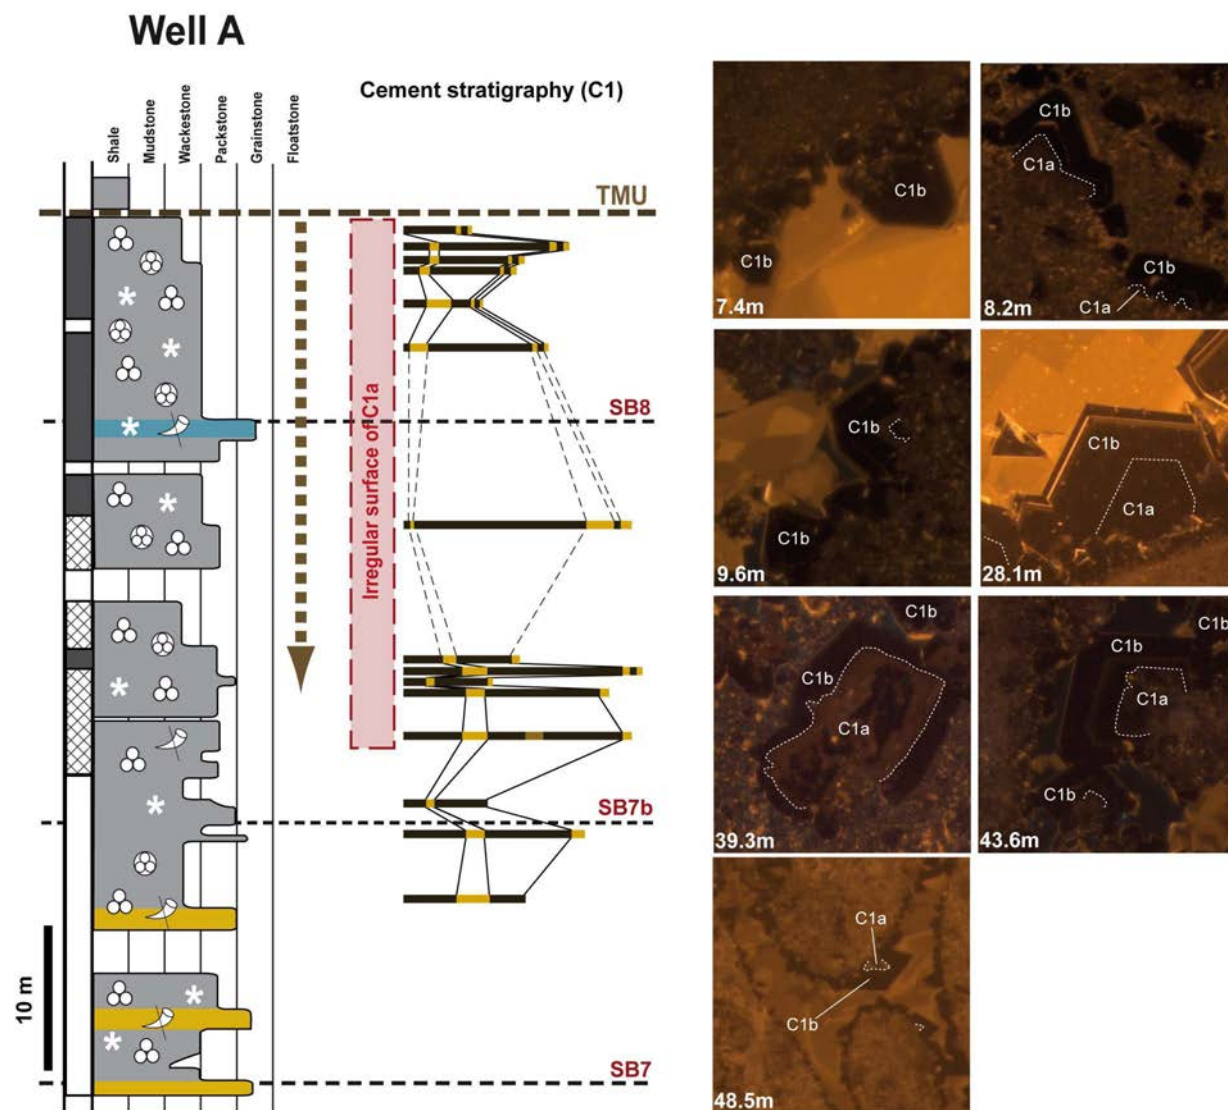 Well A
Cement stratigraphy (C1)
Shale
Mudstone
Wackestone
Packstone
Grainstone
Floatstone
TMU
SB8
Irregular surface of C1a
SB7b
10 m
SB7
C1b
C1b
7.4m
C1b
C1a
C1b
C1a
8.2m
C1b
C1b
9.6m
C1b
C1a
28.1m
C1b
C1b
C1a
39.3m
C1b
C1b
C1a
C1b
43.6m
C1a
C1b
48.5m